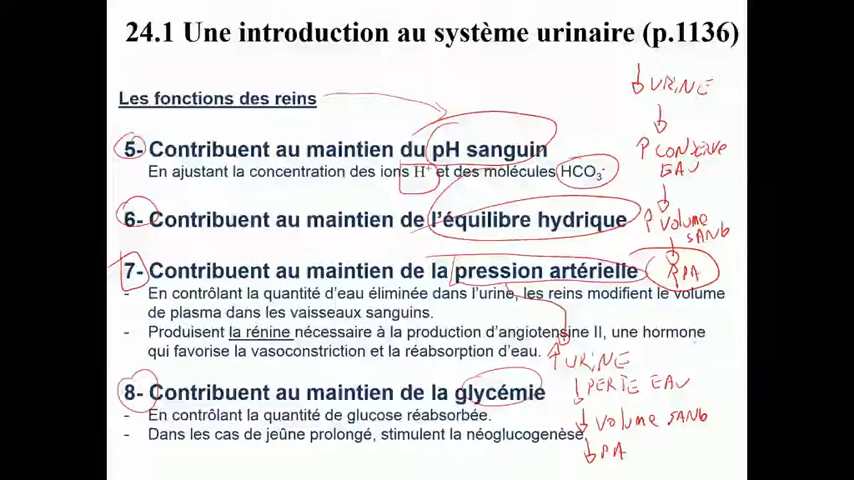 24.1 Une introduction au système urinaire (p.1136)
Les fonctions des reins
5- Contribuent au maintien du pH sanguin
En ajustant la concentration des ions H⁺ et des molécules HCO₃⁻
6- Contribuent au maintien de l'équilibre hydrique
7- Contribuent au maintien de la pression artérielle
- En contrôlant la quantité d'eau éliminée dans l'urine, les reins modifient le volume
de plasma dans les vaisseaux sanguins.
- Produisent la rénine nécessaire à la production d'angiotensine II, une hormone
qui favorise la vasoconstriction et la réabsorption d'eau.
8- Contribuent au maintien de la glycémie
- En contrôlant la quantité de glucose réabsorbée.
- Dans les cas de jeûne prolongé, stimulent la néoglucogenèse.
↓ URINE
↓
↑ CONSERVE
EAU
↓
↑ VOLUME
SANG
↓
↑ PA
↑ URINE
↓ PERTE EAU
↓ VOLUME SANG
↓ PA